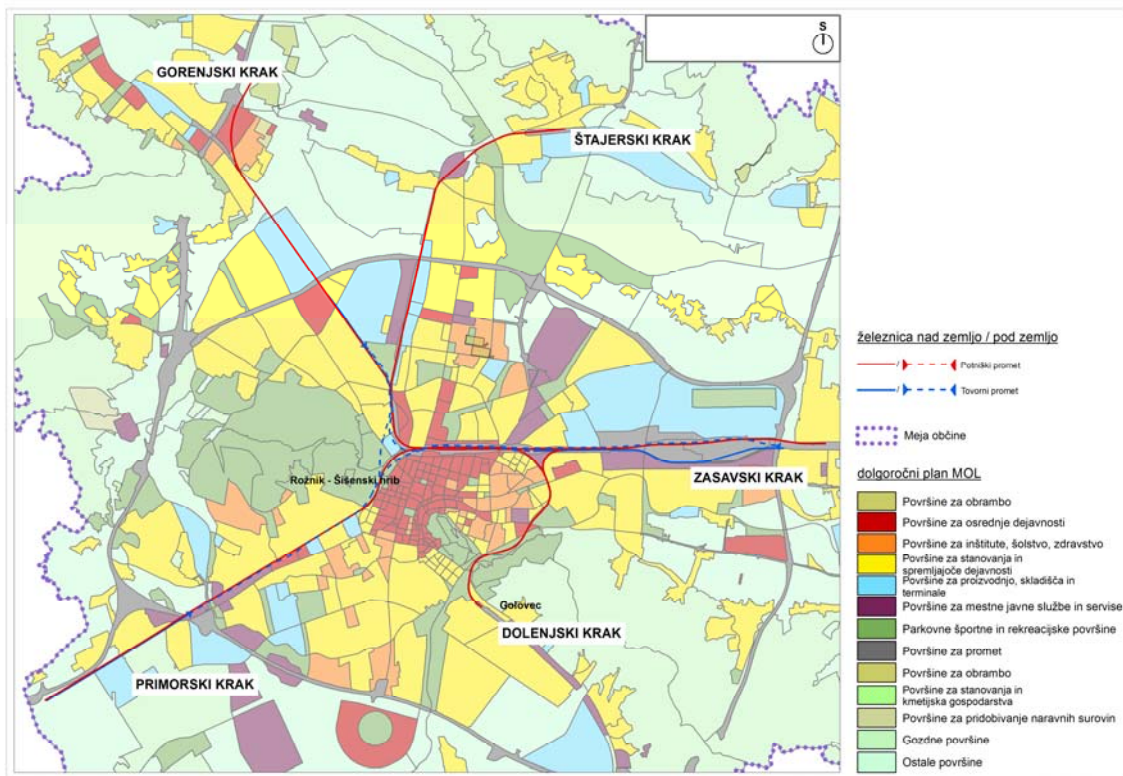 S
GORENJSKI KRAK
ŠTAJERSKI KRAK
Rožnik - Šišenski hrib
ZASAVSKI KRAK
Golovec
DOLENJSKI KRAK
PRIMORSKI KRAK
železnica nad zemljo / pod zemljo
/ Potniški promet
/ Tovorni promet
Meja občine
dolgoročni plan MOL
Površine za obrambo
Površine za osrednje dejavnosti
Površine za inštitute, šolstvo, zdravstvo
Površine za stanovanja in
spremljajoče dejavnosti
Površine za proizvodnjo, skladišča in
terminale
Površine za mestne javne službe in servise
Parkovne športne in rekreacijske površine
Površine za promet
Površine za obrambo
Površine za stanovanja in
kmetijska gospodarstva
Površine za pridobivanje naravnih surovin
Gozdne površine
Ostale površine